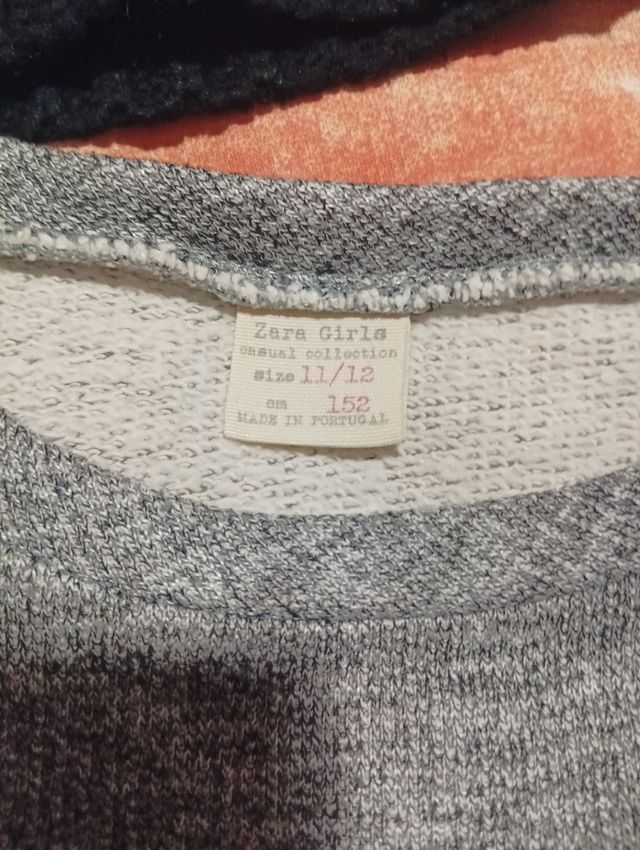 Zara Girls
casual collection
size 11/12
cm 152
MADE IN PORTUGAL